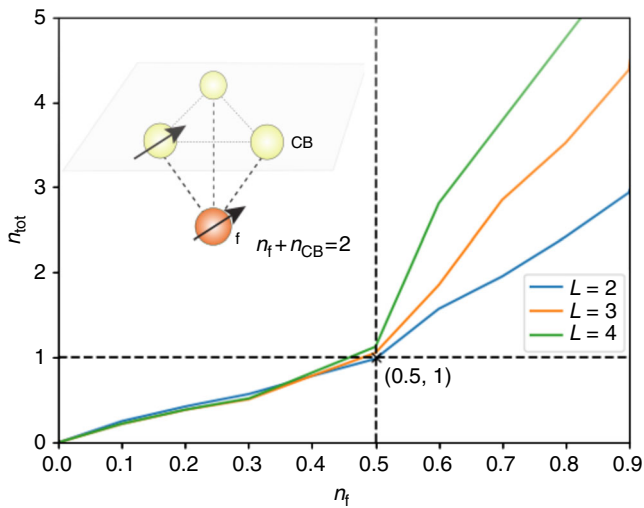 5
4
3
2
1
0
n_tot
CB
f
n_f + n_CB = 2
L = 2
L = 3
L = 4
(0.5, 1)
0.0 0.1 0.2 0.3 0.4 0.5 0.6 0.7 0.8 0.9
n_f